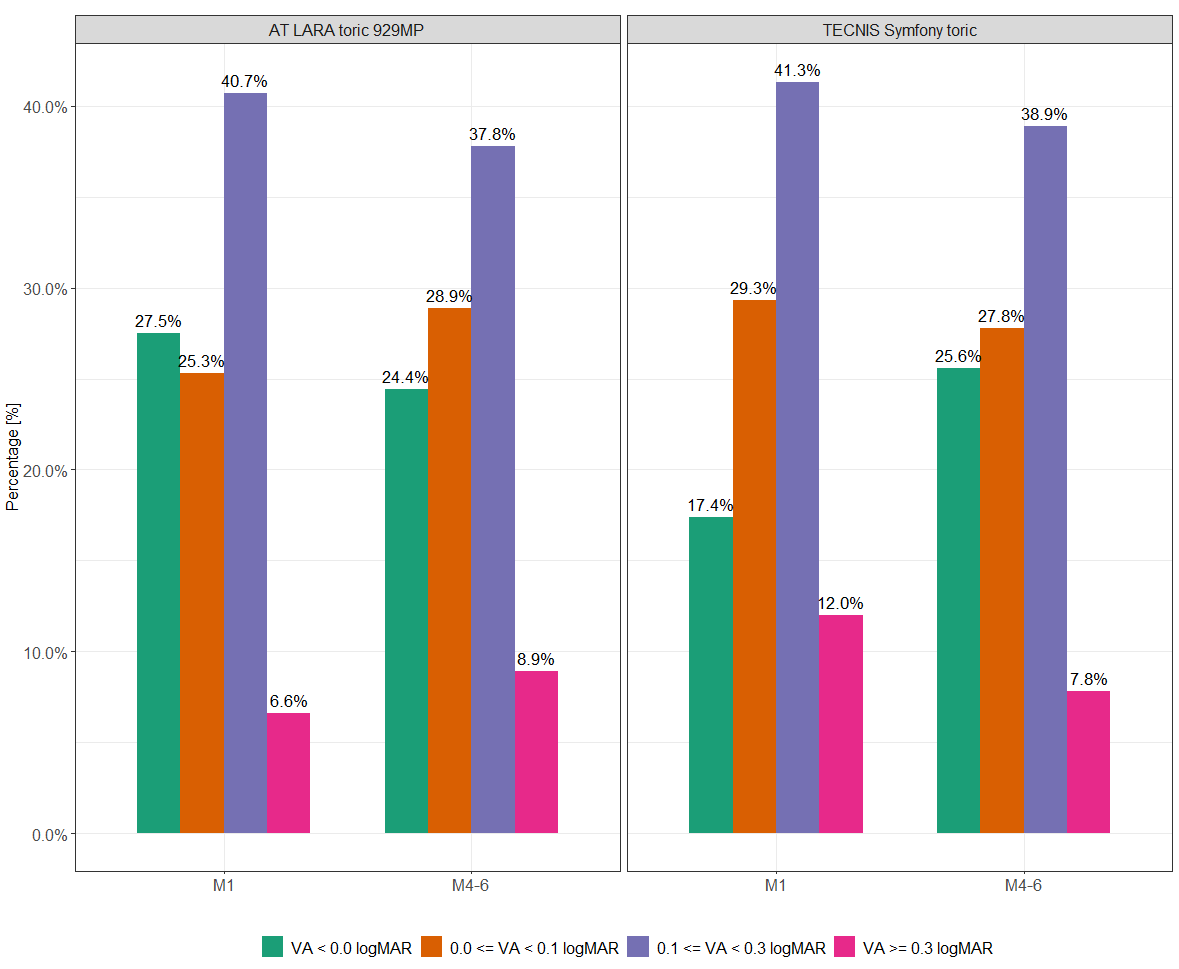 AT LARA toric 929MP
TECNIS Symfony toric
Percentage [%]
40.0%
30.0%
20.0%
10.0%
0.0%
27.5%
25.3%
40.7%
6.6%
24.4%
28.9%
37.8%
8.9%
17.4%
29.3%
41.3%
12.0%
25.6%
27.8%
38.9%
7.8%
M1
M4-6
M1
M4-6
VA < 0.0 logMAR
0.0 <= VA < 0.1 logMAR
0.1 <= VA < 0.3 logMAR
VA >= 0.3 logMAR